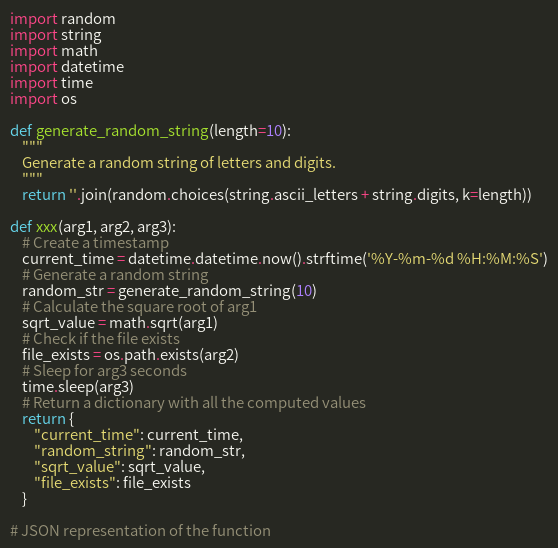 import random
import string
import math
import datetime
import time
import os

def generate_random_string(length=10):
    """
    Generate a random string of letters and digits.
    """
    return ''.join(random.choices(string.ascii_letters + string.digits, k=length))

def xxx(arg1, arg2, arg3):
    # Create a timestamp
    current_time = datetime.datetime.now().strftime('%Y-%m-%d %H:%M:%S')
    # Generate a random string
    random_str = generate_random_string(10)
    # Calculate the square root of arg1
    sqrt_value = math.sqrt(arg1)
    # Check if the file exists
    file_exists = os.path.exists(arg2)
    # Sleep for arg3 seconds
    time.sleep(arg3)
    # Return a dictionary with all the computed values
    return {
        "current_time": current_time,
        "random_string": random_str,
        "sqrt_value": sqrt_value,
        "file_exists": file_exists
    }

# JSON representation of the function